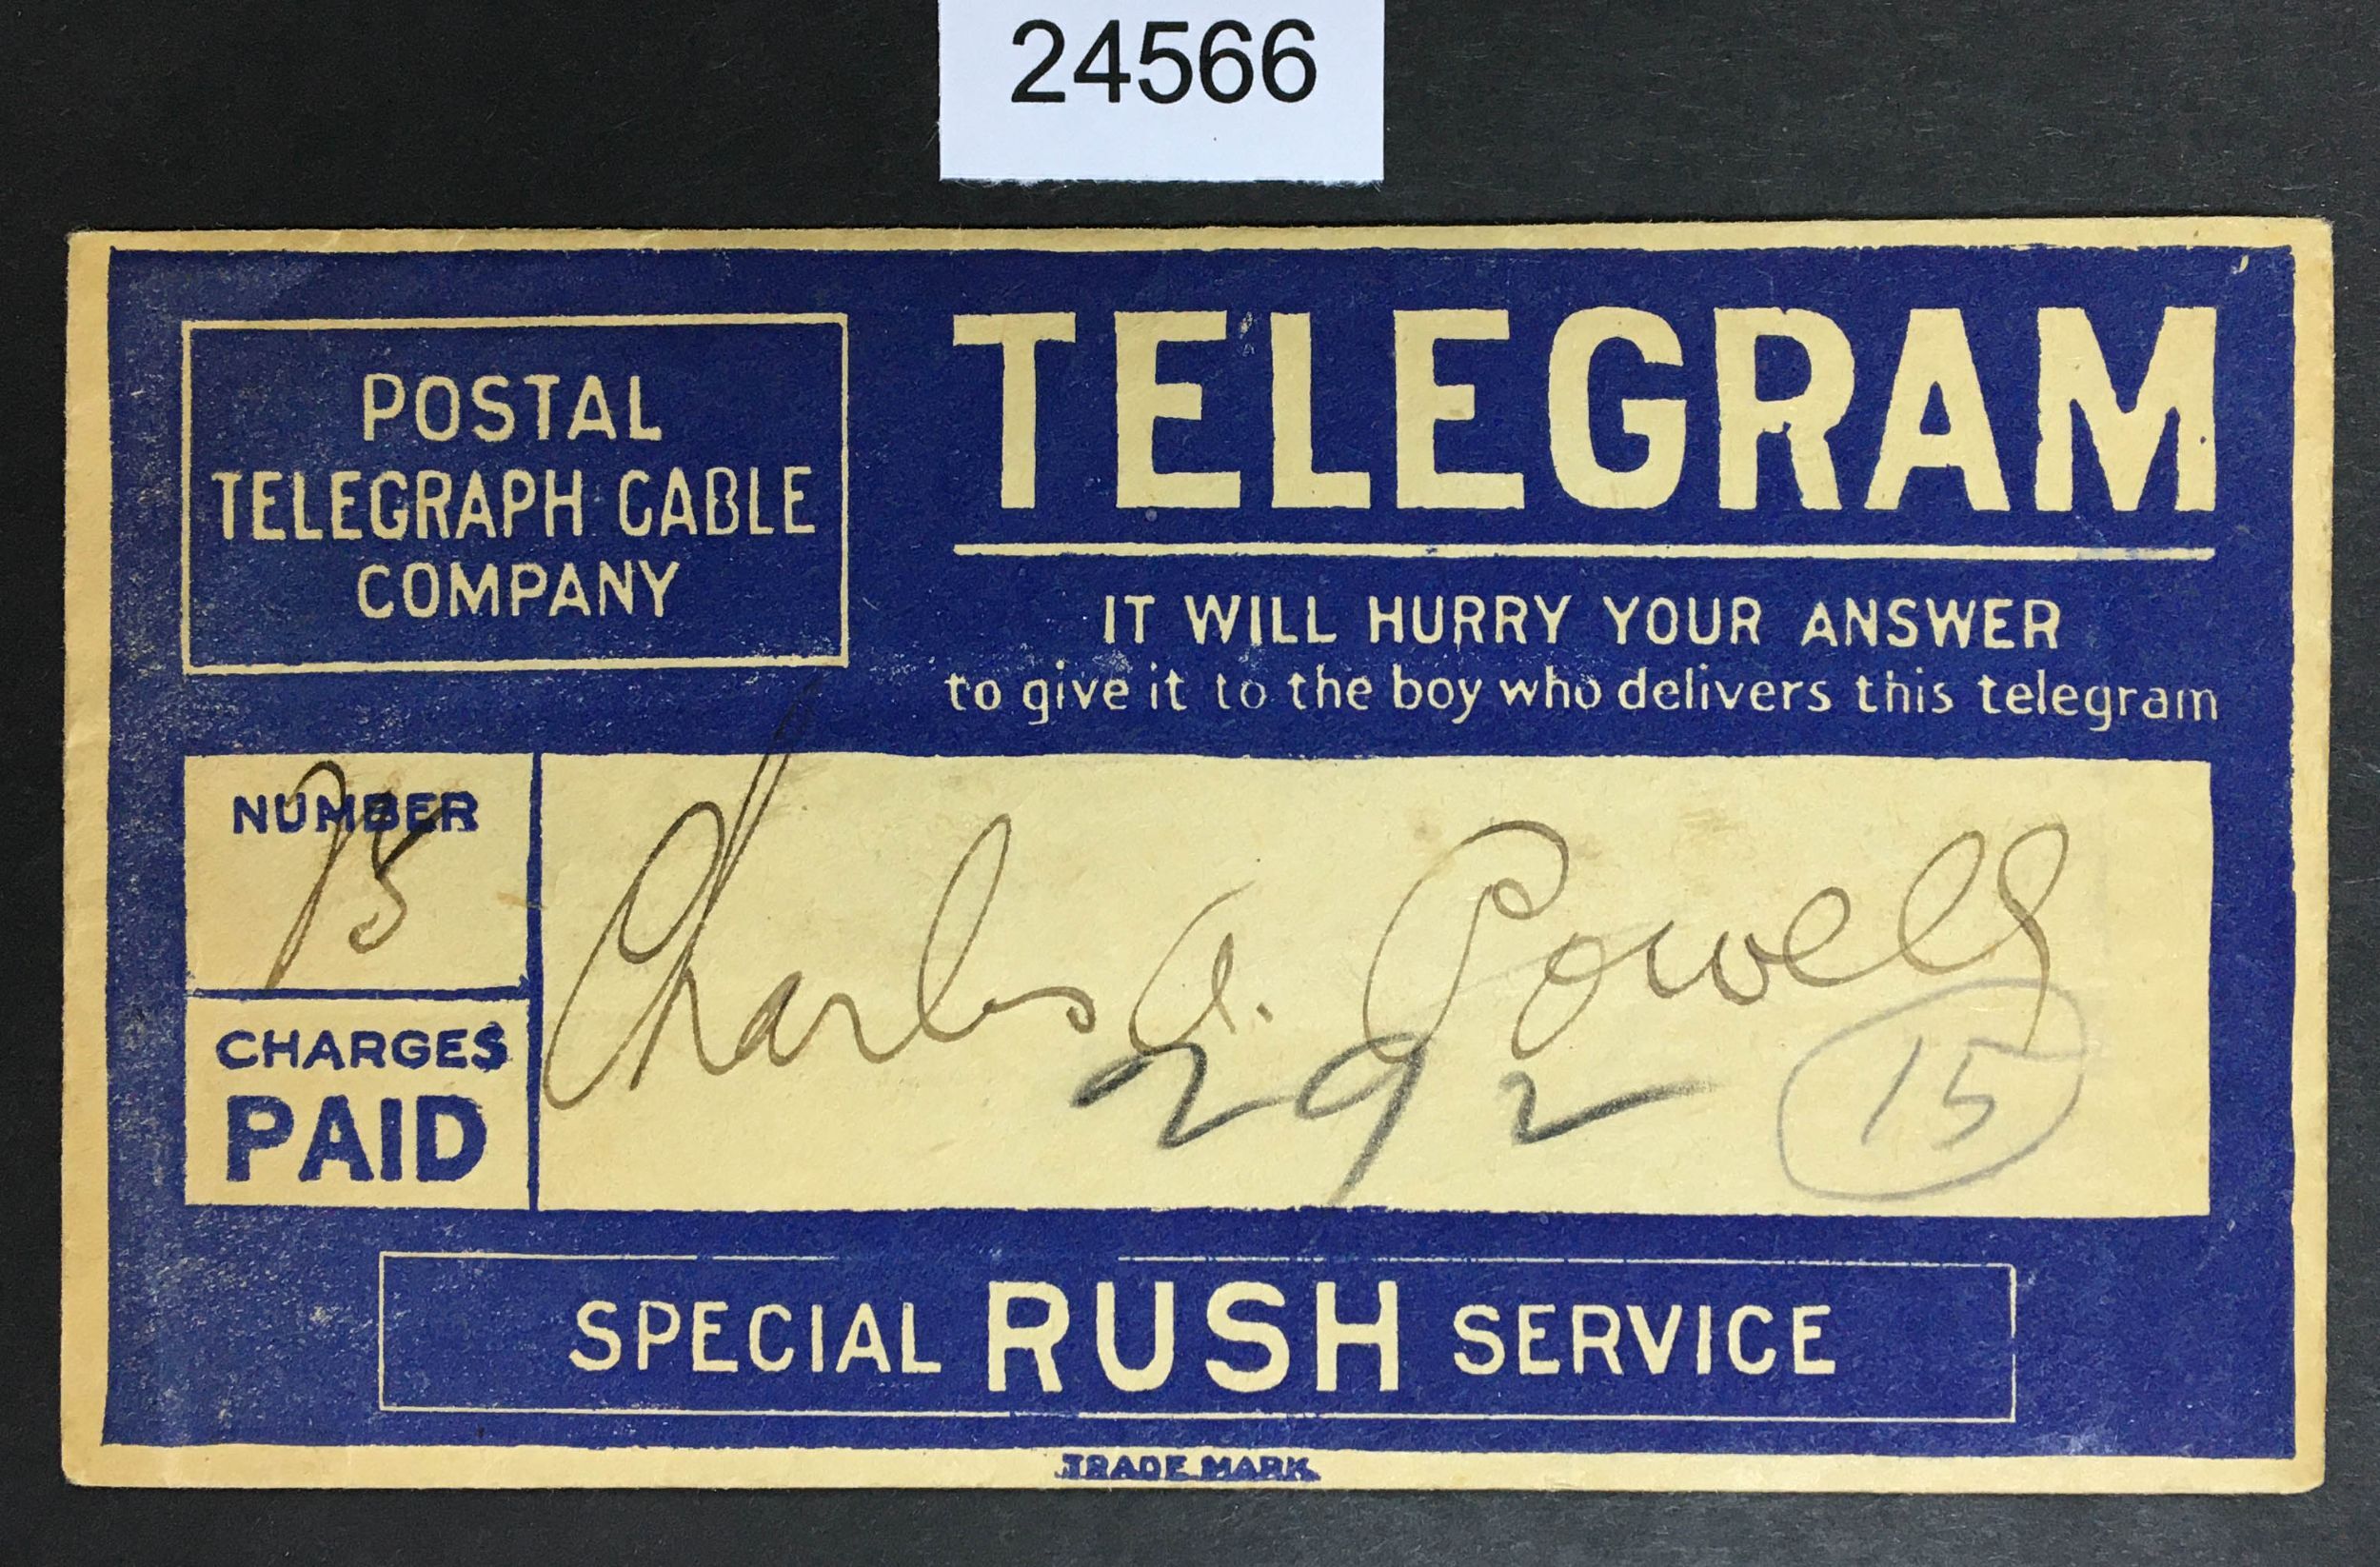 24566
POSTAL
TELEGRAPH CABLE
COMPANY
TELEGRAM
IT WILL HURRY YOUR ANSWER
to give it to the boy who delivers this telegram
NUMBER
75
CHARGES
PAID
Charles A. Powell
292
15
SPECIAL RUSH SERVICE
TRADE MARK